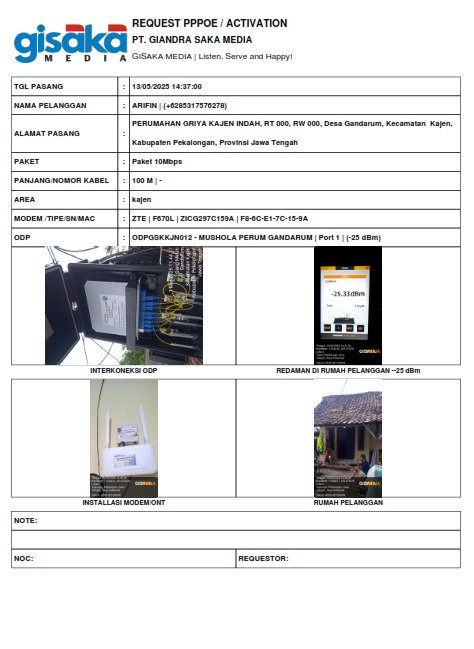 gisaka
MEDIA
REQUEST PPPOE / ACTIVATION
PT. GIANDRA SAKA MEDIA
GiSAKA MEDIA | Listen, Serve and Happy!
TGL PASANG : 13/05/2025 14:37:00
NAMA PELANGGAN : ARIFIN | (+6285317576278)
ALAMAT PASANG : PERUMAHAN GRIYA KAJEN INDAH, RT 000, RW 000, Desa Gandarum, Kecamatan Kajen,
Kabupaten Pekalongan, Provinsi Jawa Tengah
PAKET : Paket 10Mbps
PANJANG/NOMOR KABEL : 100 M | -
AREA : kajen
MODEM /TIPE/SN/MAC : ZTE | F670L | ZICG297C159A | F8-6C-E1-7C-15-9A
ODP : ODPGSKKJN012 - MUSHOLA PERUM GANDARUM | Port 1 | (-25 dBm)
-25.33dBm
GISAKA
INTERKONEKSI ODP
REDAMAN DI RUMAH PELANGGAN --25 dBm
GISAKA
GISAKA
INSTALLASI MODEM/ONT
RUMAH PELANGGAN
NOTE:
NOC:
REQUESTOR: